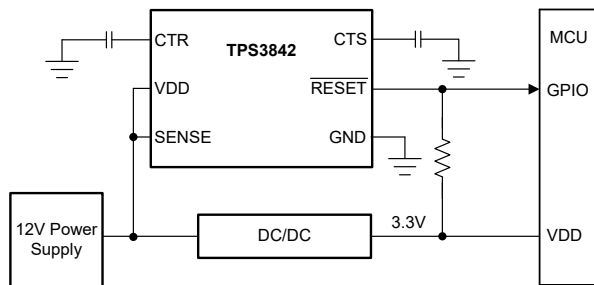 CTR
TPS3842
CTS
MCU
VDD
RESET
GPIO
SENSE
GND
12V Power
Supply
DC/DC
3.3V
VDD